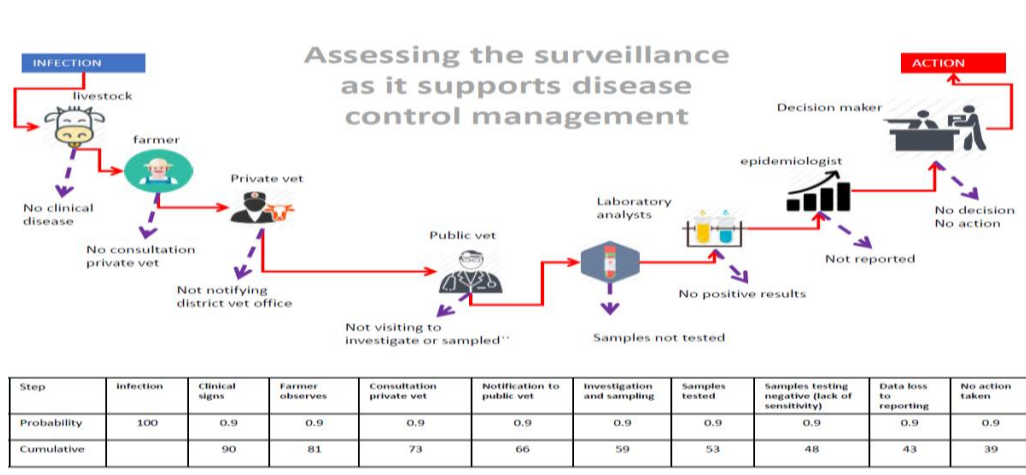 Assessing the surveillance
as it supports disease
control management
INFECTION
ACTION
livestock
Decision maker
farmer
epidemiologist
Private vet
Laboratory
analysts
No clinical
disease
No decision
No action
Public vet
No consultation
private vet
Not reported
Not notifying
district vet office
No positive results
Not visiting to
investigate or sampled``
Samples not tested
Step
infection
Clinical
signs
Farmer
observes
Consultation
private vet
Notification to
public vet
Investigation
and sampling
Samples
tested
Samples testing
negative (lack of
sensitivity)
Data loss
to
reporting
No action
taken
Probability 100 0.9 0.9 0.9 0.9 0.9 0.9 0.9 0.9 0.9
Cumulative 90 81 73 66 59 53 48 43 39